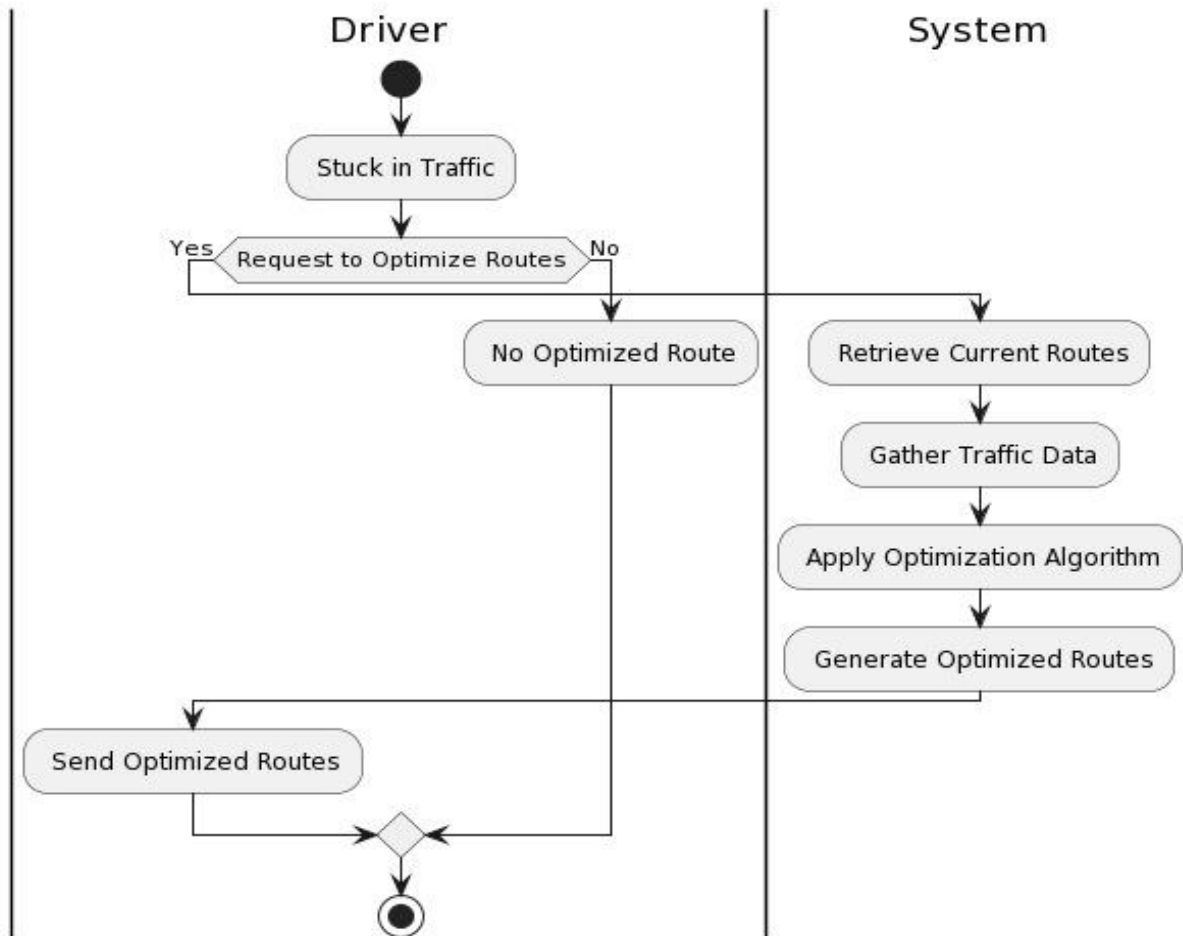 Driver
System
Stuck in Traffic
Yes
Request to Optimize Routes
No
No Optimized Route
Retrieve Current Routes
Gather Traffic Data
Apply Optimization Algorithm
Generate Optimized Routes
Send Optimized Routes